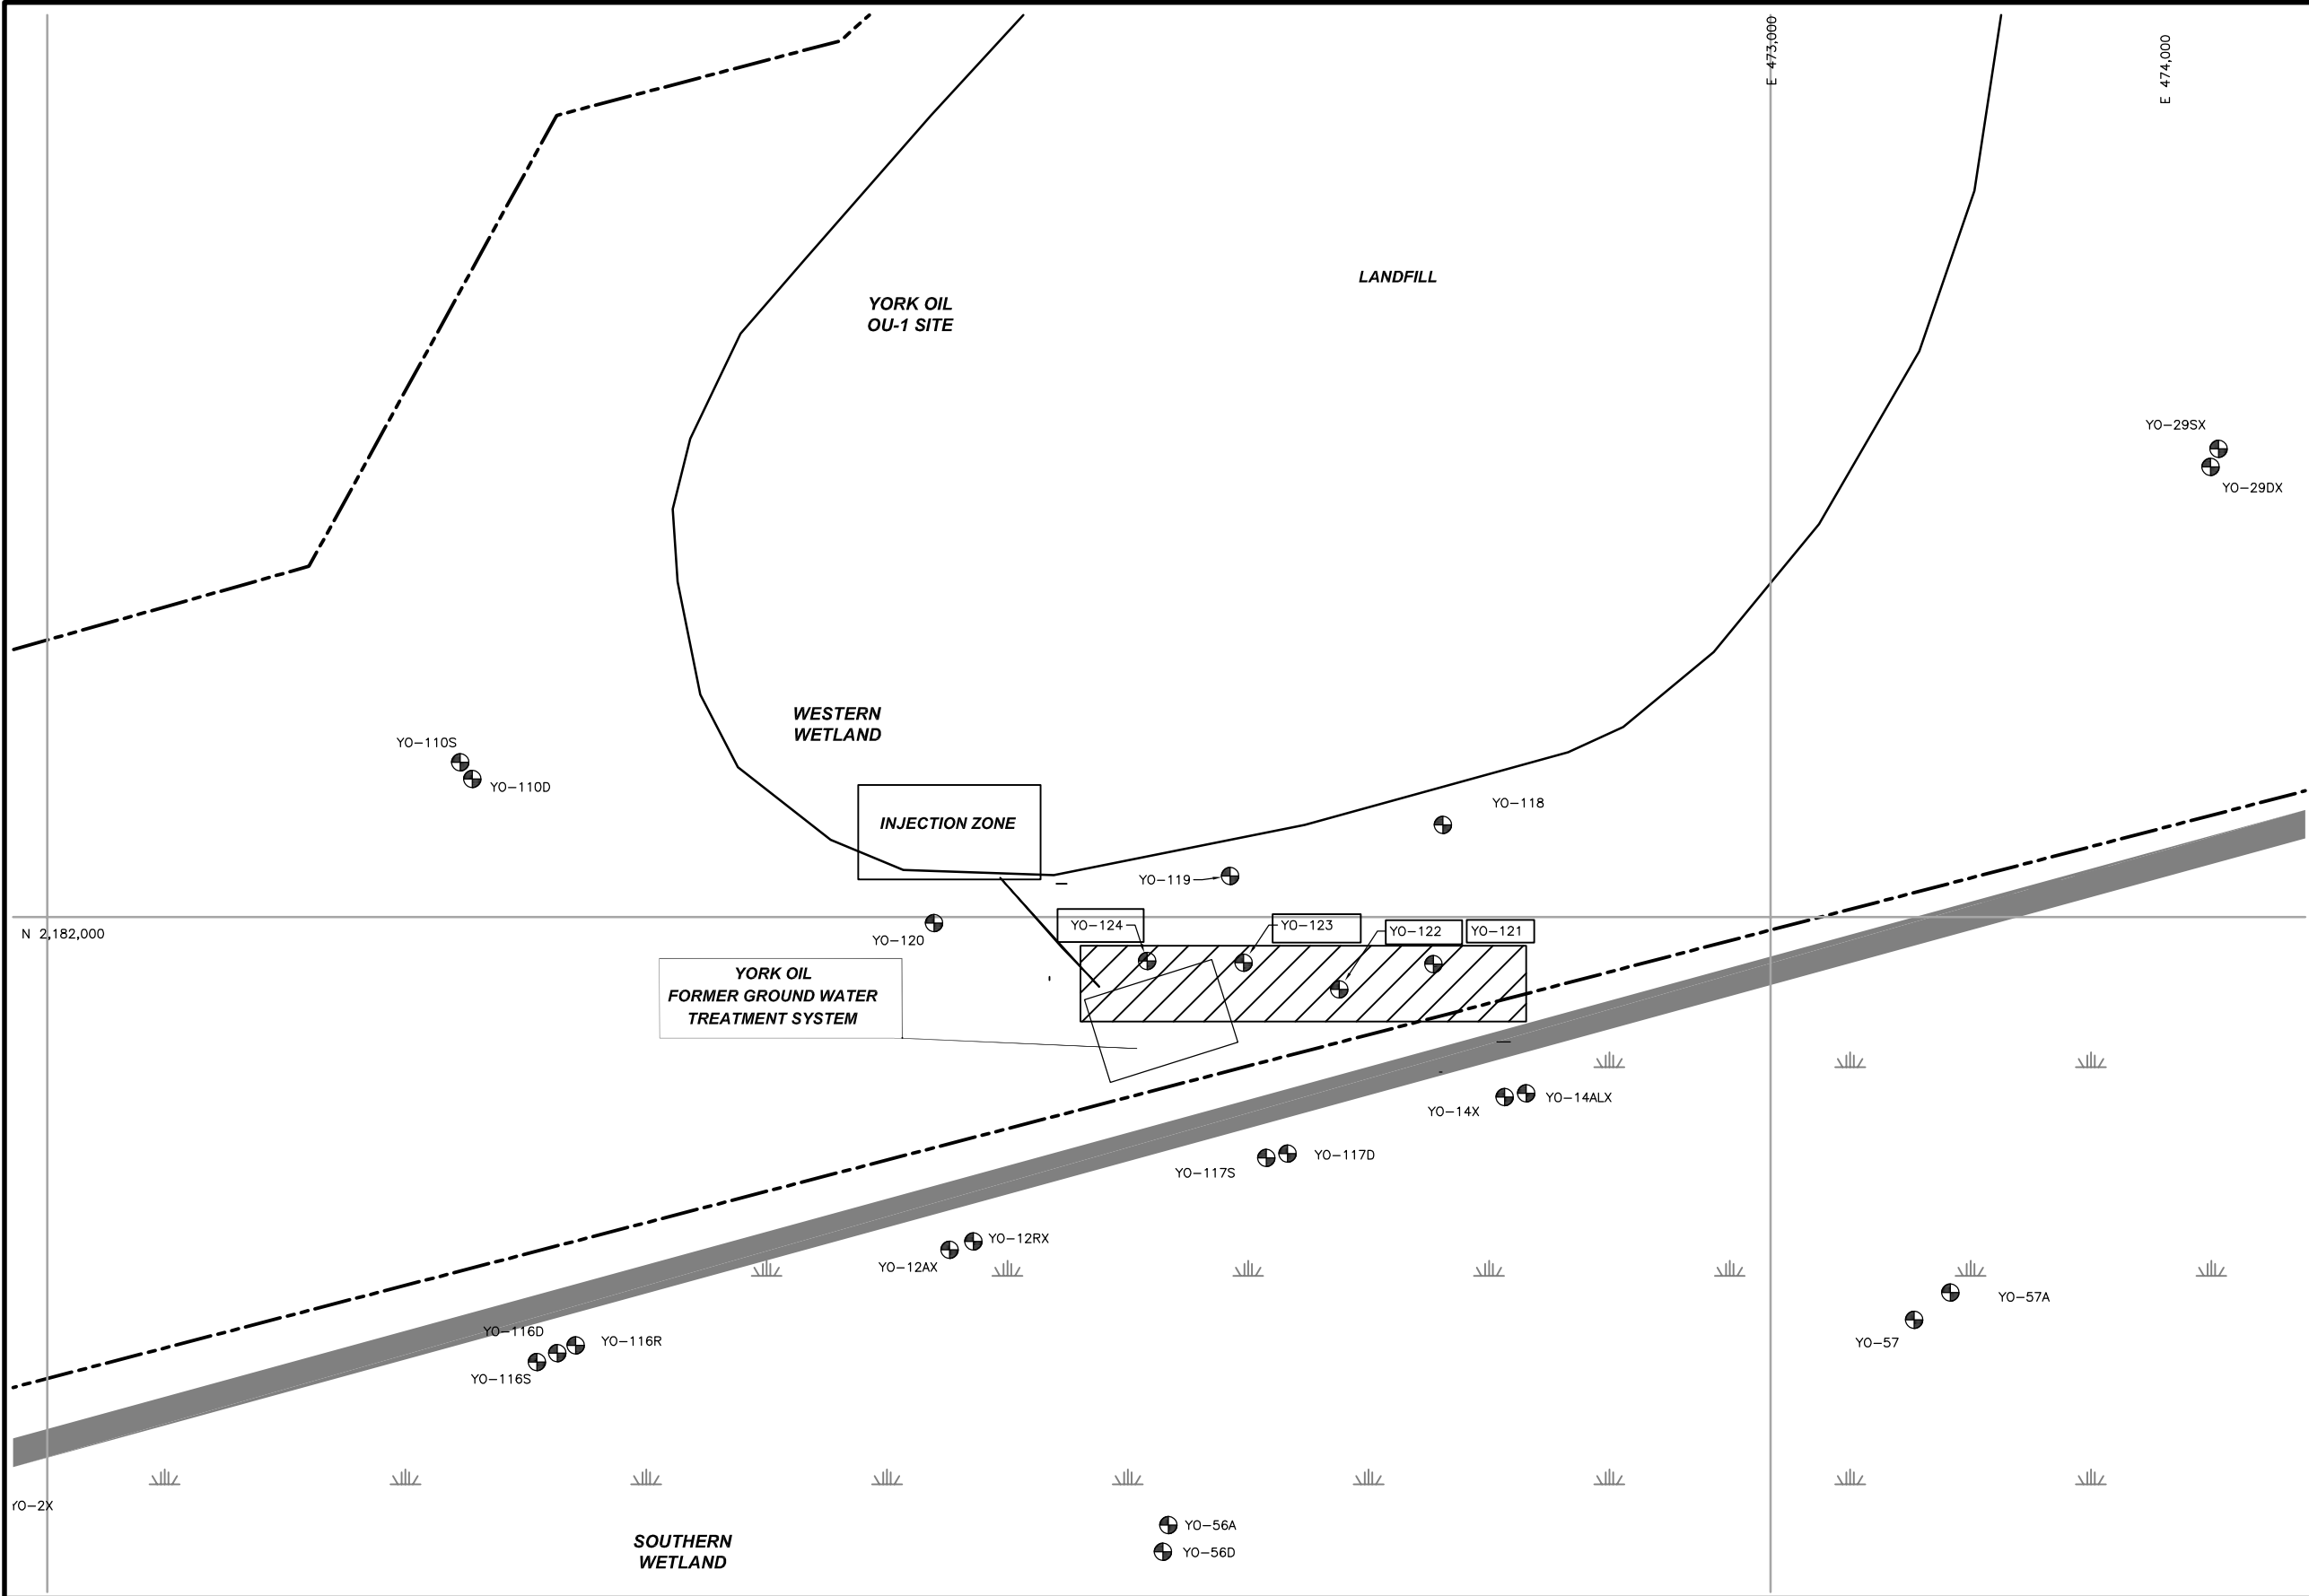 E 473,000
E 474,000
LANDFILL
YORK OIL
OU-1 SITE
YO-29SX
YO-29DX
WESTERN
WETLAND
YO-110S
YO-110D
INJECTION ZONE
YO-118
YO-119
N 2,182,000
YO-120
YO-124
YO-123
YO-122
YO-121
YORK OIL
FORMER GROUND WATER
TREATMENT SYSTEM
YO-14X
YO-14ALX
YO-117S
YO-117D
YO-12RX
YO-12AX
YO-57A
YO-57
YO-116D
YO-116R
YO-116S
YO-2X
YO-56A
YO-56D
SOUTHERN
WETLAND